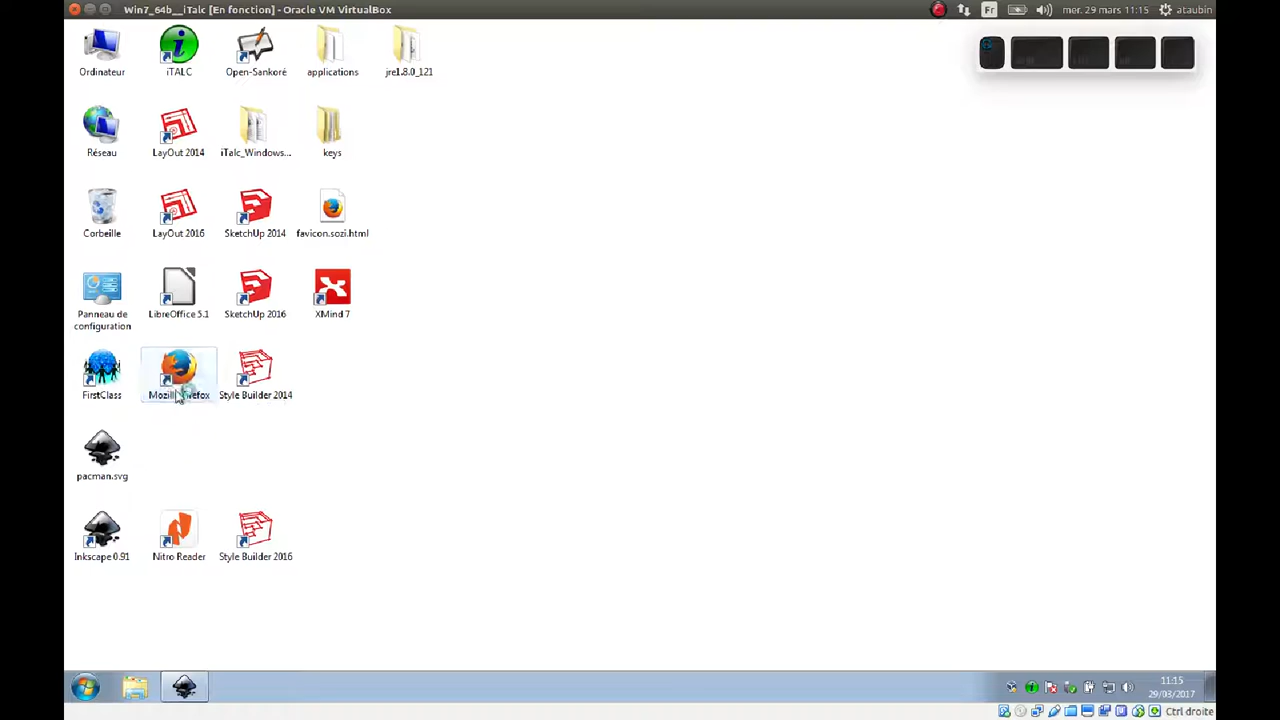 Win7_64b__iTalc [En fonction] - Oracle VM VirtualBox
Fr
mer. 29 mars 11:15
ataubin
Ordinateur
iTALC
Open-Sankoré
applications
jre1.8.0_121
Réseau
LayOut 2014
iTalc_Windows...
keys
Corbeille
LayOut 2016
SketchUp 2014
favicon.sozi.html
Panneau de
configuration
LibreOffice 5.1
SketchUp 2016
XMind 7
FirstClass
Style Builder 2014
pacman.svg
Inkscape 0.91
Nitro Reader
Style Builder 2016
11:15
29/03/2017
Ctrl droite